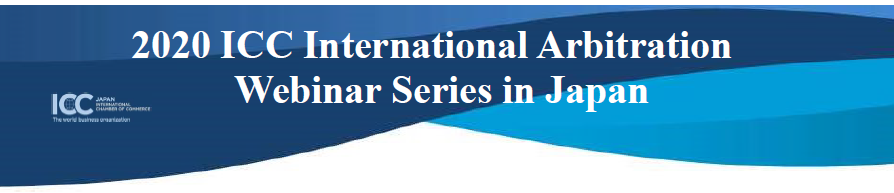 2020 ICC International Arbitration
Webinar Series in Japan
ICC JAPAN
INTERNATIONAL
CHAMBER OF COMMERCE
The world business organization